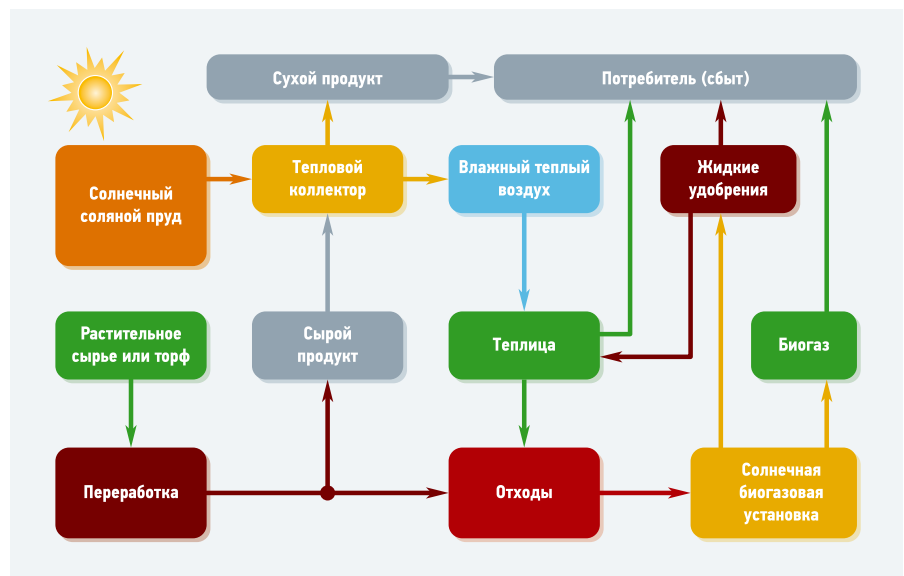 Сухой продукт
Потребитель (сбыт)
Солнечный
соляной пруд
Тепловой
коллектор
Влажный теплый
воздух
Жидкие
удобрения
Растительное
сырье или торф
Сырой
продукт
Теплица
Биогаз
Переработка
Отходы
Солнечная
биогазовая
установка